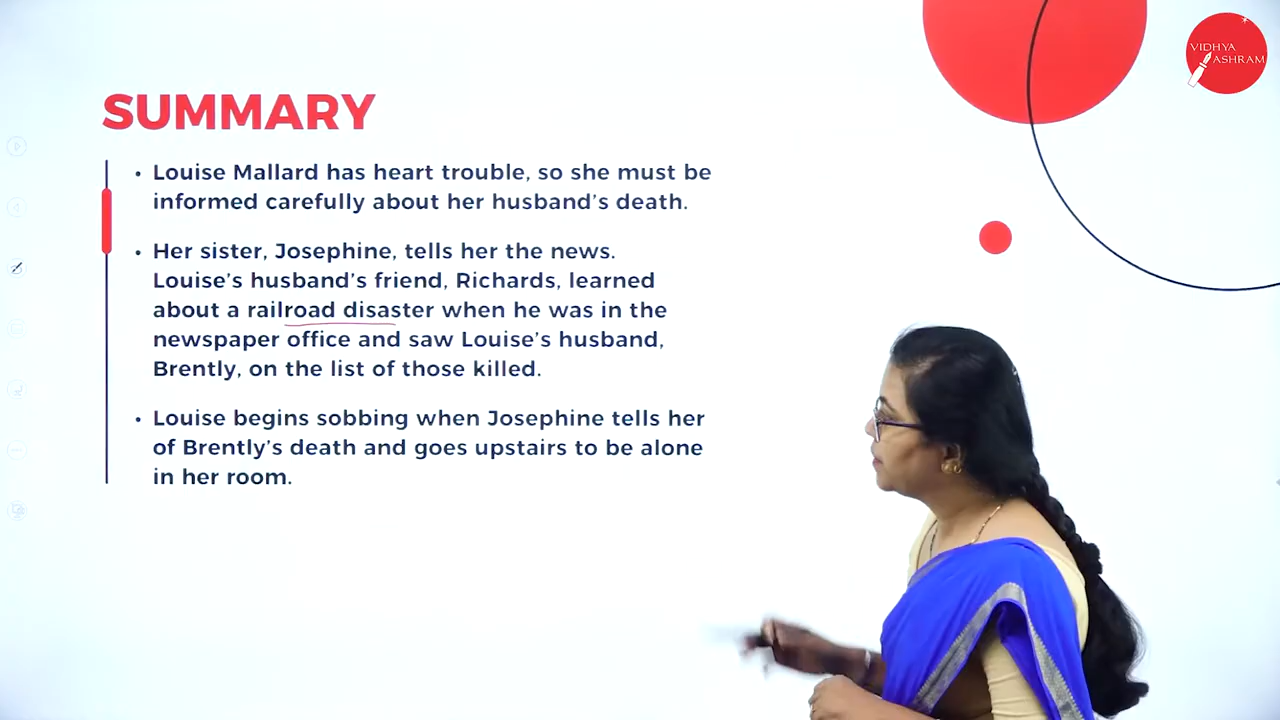 VIDHYA
ASHRAM
SUMMARY
• Louise Mallard has heart trouble, so she must be
informed carefully about her husband's death.
• Her sister, Josephine, tells her the news.
Louise's husband's friend, Richards, learned
about a railroad disaster when he was in the
newspaper office and saw Louise's husband,
Brently, on the list of those killed.
• Louise begins sobbing when Josephine tells her
of Brently's death and goes upstairs to be alone
in her room.